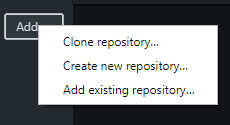 Add
Clone repository...
Create new repository...
Add existing repository...